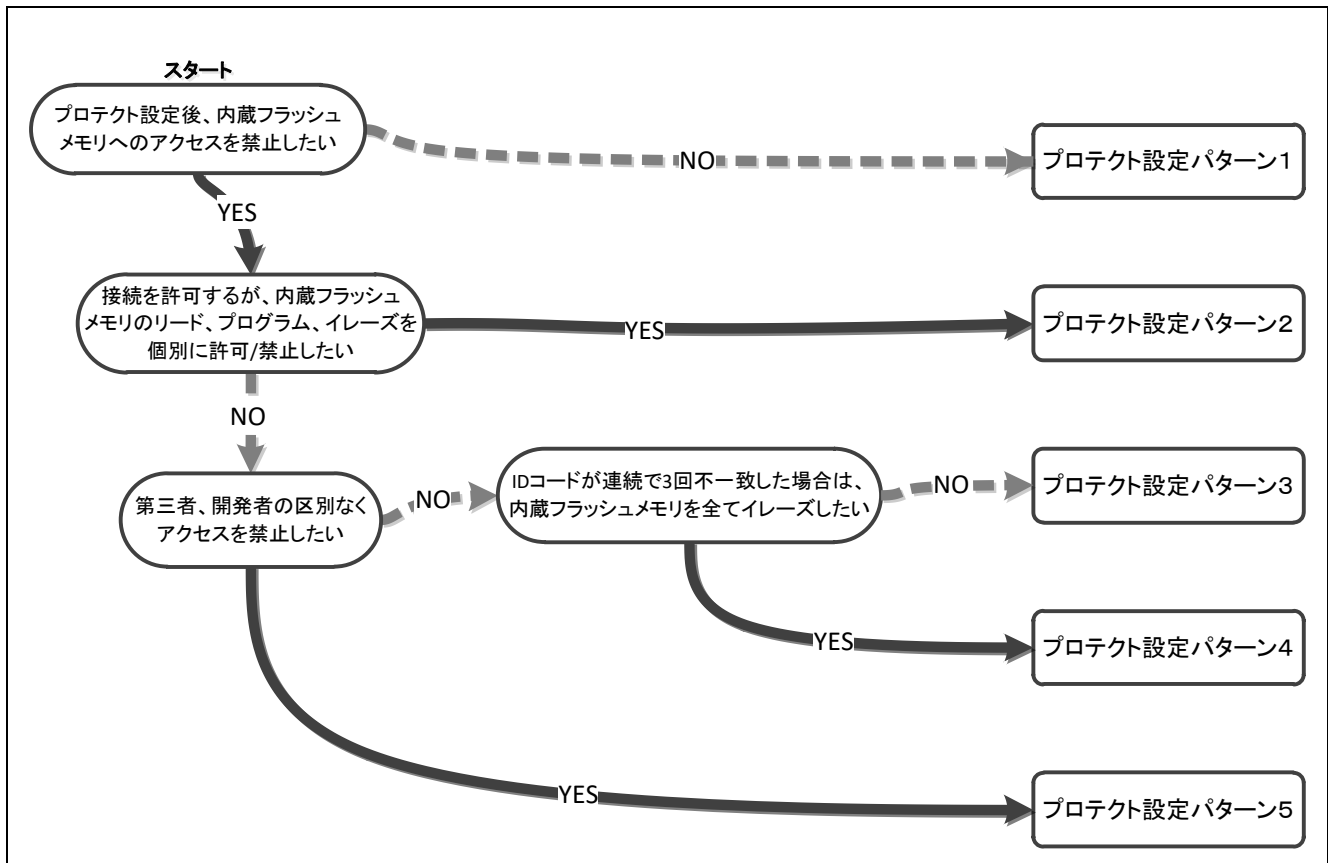 スタート
プロテクト設定後、内蔵フラッシュ
メモリへのアクセスを禁止したい
NO
プロテクト設定パターン1
YES
接続を許可するが、内蔵フラッシュ
メモリのリード、プログラム、イレーズを
個別に許可/禁止したい
YES
プロテクト設定パターン2
NO
第三者、開発者の区別なく
アクセスを禁止したい
NO
IDコードが連続で3回不一致した場合は、
内蔵フラッシュメモリを全てイレーズしたい
NO
プロテクト設定パターン3
YES
プロテクト設定パターン4
YES
プロテクト設定パターン5